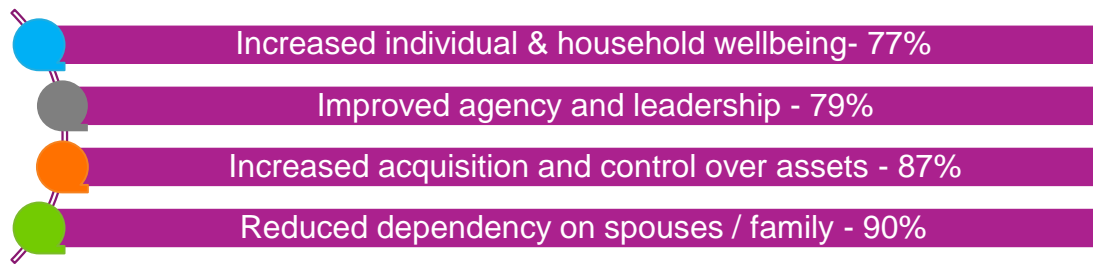 Increased individual & household wellbeing- 77%
Improved agency and leadership - 79%
Increased acquisition and control over assets - 87%
Reduced dependency on spouses / family - 90%